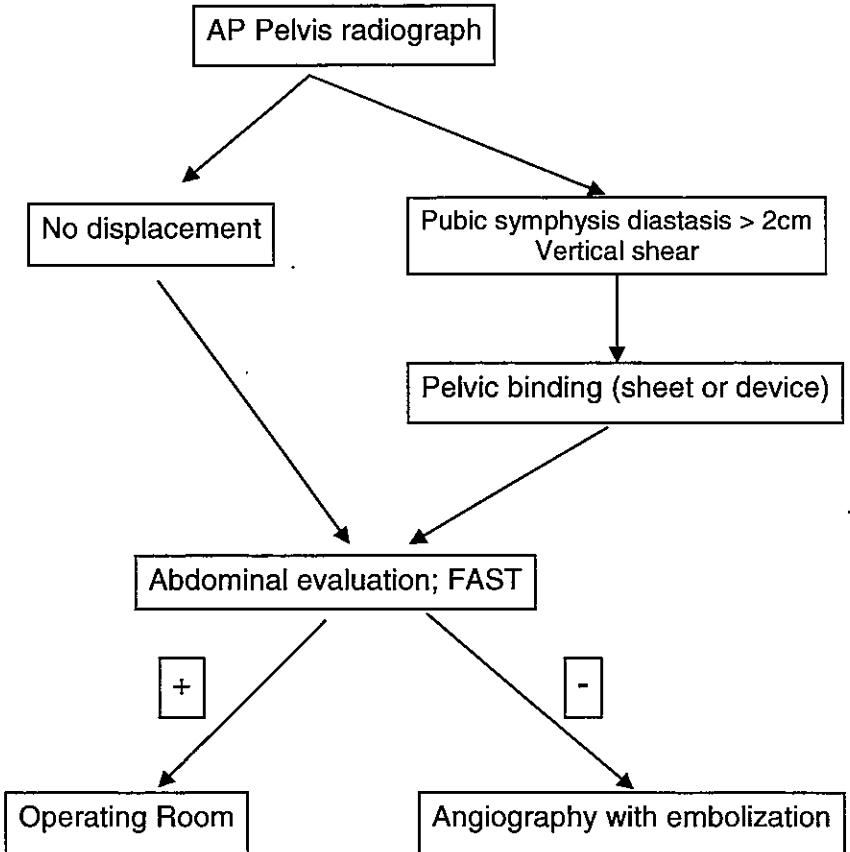 AP Pelvis radiograph
No displacement
Pubic symphysis diastasis > 2cm
Vertical shear
Pelvic binding (sheet or device)
Abdominal evaluation; FAST
+
-
Operating Room
Angiography with embolization